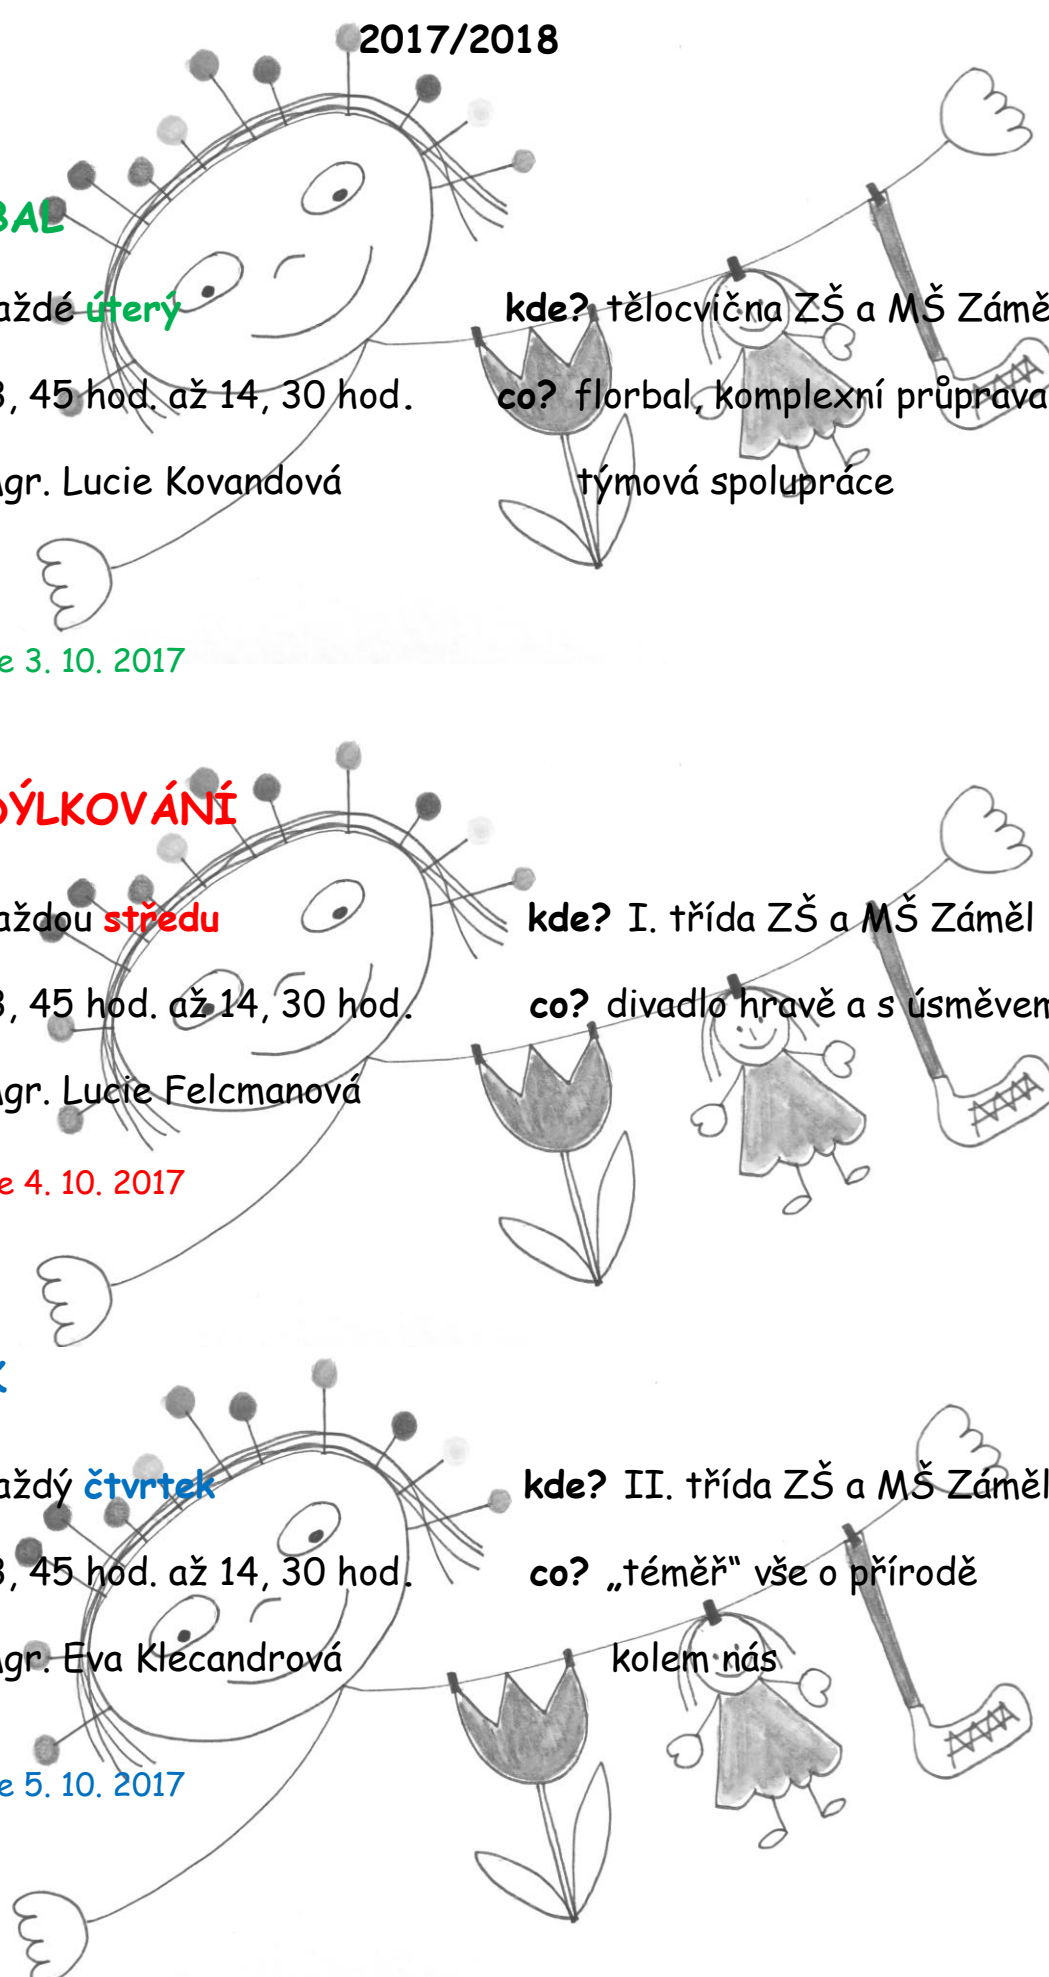 2017/2018
BAL
aždé úterý kde? tělocvična ZŠ a MŠ Zámě
3, 45 hod. až 14, 30 hod. co? florbal, komplexní průprava
gr. Lucie Kovandová týmová spolupráce
e 3. 10. 2017
ÝLKOVÁNÍ
aždou středu kde? I. třída ZŠ a MŠ Záměl
3, 45 hod. až 14, 30 hod. co? divadlo hravě a s úsměvem
gr. Lucie Felcmanová
e 4. 10. 2017
K
aždý čtvrtek kde? II. třída ZŠ a MŠ Záměl
3, 45 hod. až 14, 30 hod. co? „téměř“ vše o přírodě
gr. Eva Klecandrová kolem nás
e 5. 10. 2017